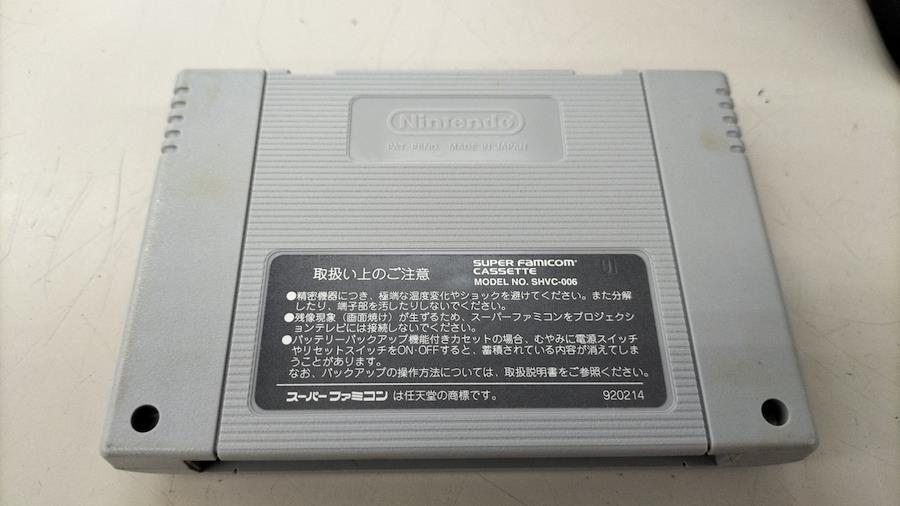 Nintendo
PAT. PEND MADE IN JAPAN
取扱い上のご注意
SUPER FAMICOM
CASSETTE
MODEL NO. SHVC-006
●精密機器につき、極端な温度変化やショックを避けてください。また分解
したり、端子部を汚したりしないでください。
●残像現象（画面焼け）が生ずるため、スーパーファミコンをプロジェクシ
ョンテレビには接続しないでください。
●バッテリーバックアップ機能付きカセットの場合、むやみに電源スイッチ
やリセットスイッチをON·OFFすると、蓄積されている内容が消えてしま
うことがあります。
なお、バックアップの操作方法については、取扱説明書をご参照ください。
スーパーファミコン は任天堂の商標です。
920214